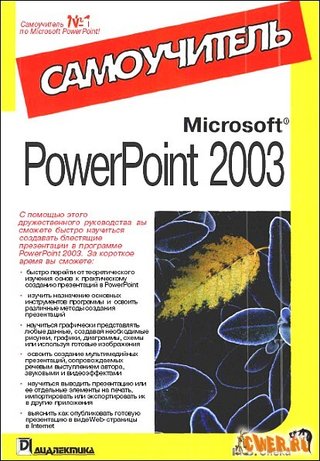 Самоучитель №1
по Microsoft PowerPoint!
САМОУЧИТЕЛЬ
Microsoft®
PowerPoint 2003
С помощью этого
дружественного руководства вы
сможете быстро научиться
создавать блестящие
презентации в программе
PowerPoint 2003. За короткое
время вы сможете:
• быстро перейти от теоретического
изучения основ к практическому
созданию презентаций в PowerPoint
• изучить назначение основных
инструментов программы и освоить
различные методы создания
презентаций
• научиться графически представлять
любые данные, создавая необходимые
рисунки, графики, диаграммы, схемы
или используя готовые изображения
• освоить создание мультимедийных
презентаций, сопровождаемых
речевым выступлением автора,
звуковыми и видеоэффектами
• научиться выводить презентацию или
ее отдельные элементы на печать,
импортировать или экспортировать их
в другие приложения
• выяснить как опубликовать готовую
презентацию в виде Web-страницы
в Internet
ДИАЛЕКТИКА
CWER.RU